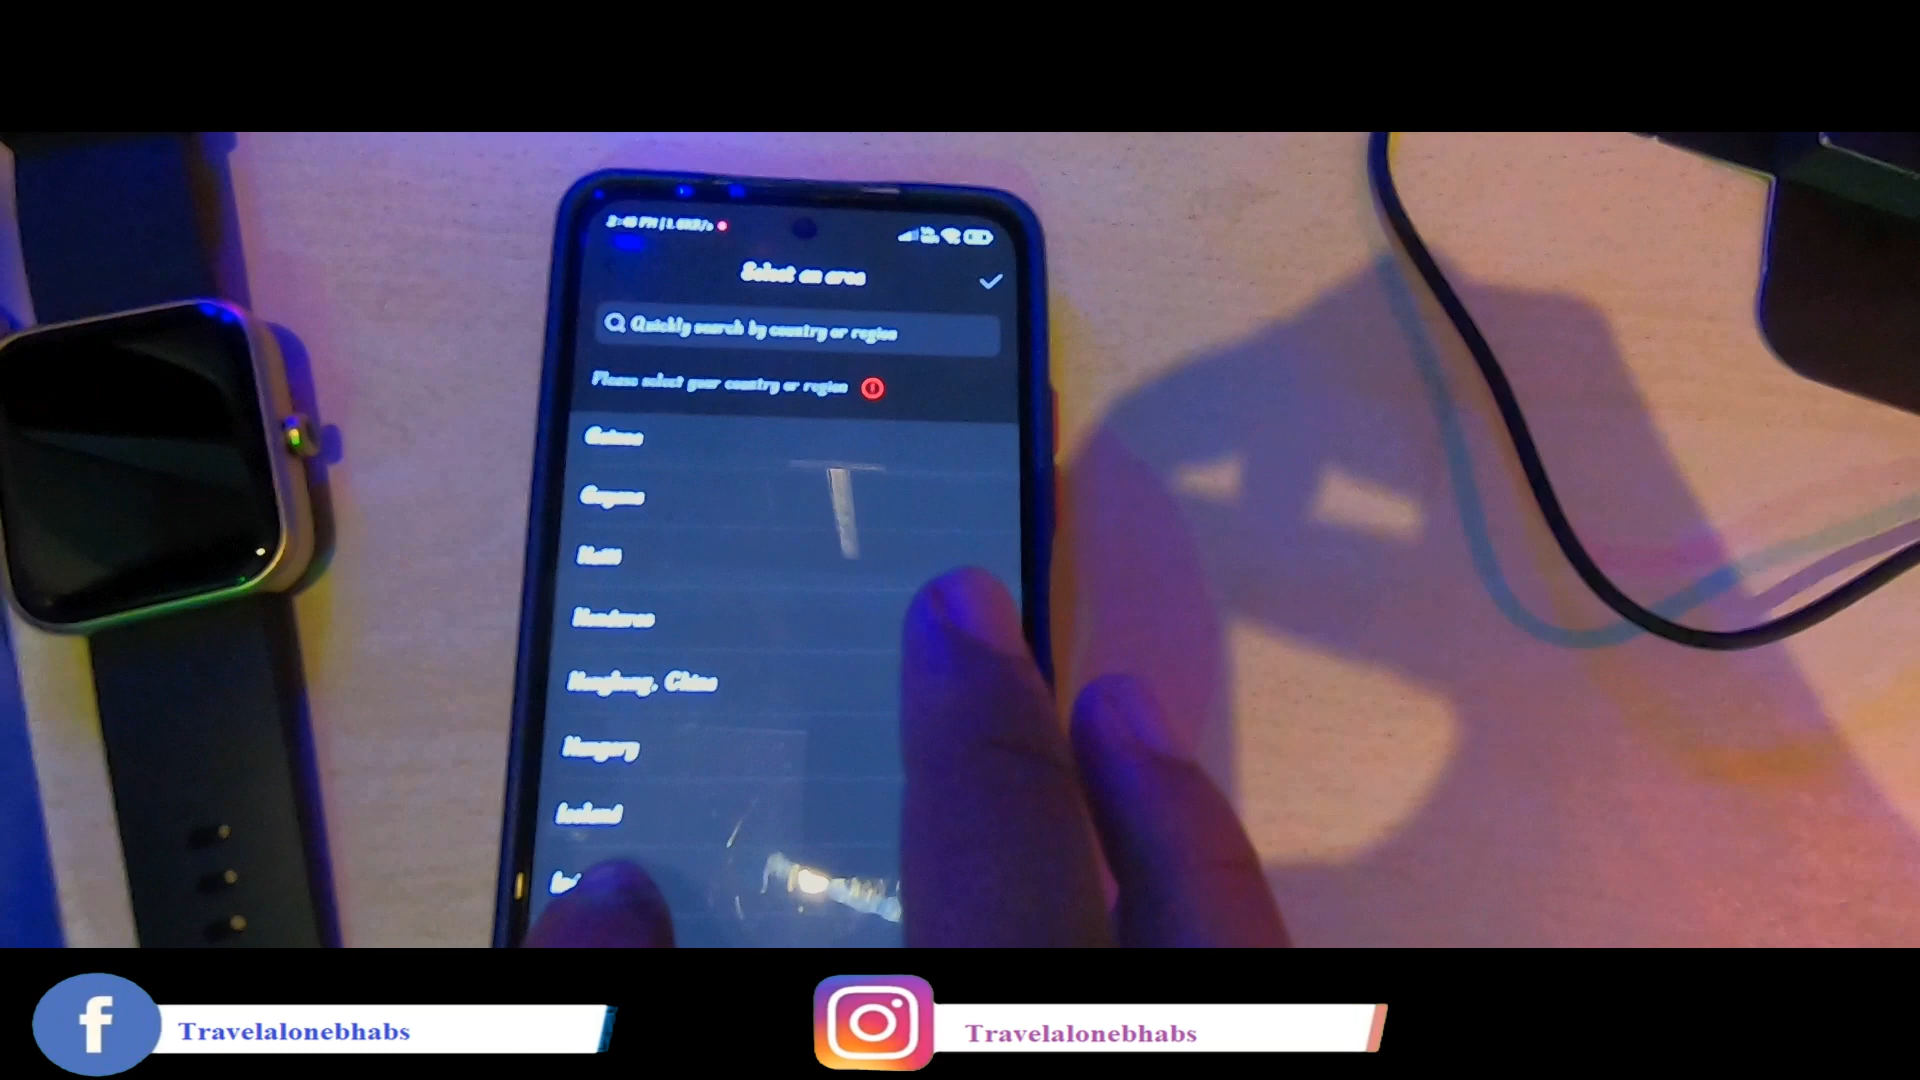 Select an area
Quickly search by country or region
Please select your country or region
Guinea
Guyana
Haiti
Honduras
Hongkong, China
Hungary
Iceland
f Travelalonebhabs
Travelalonebhabs